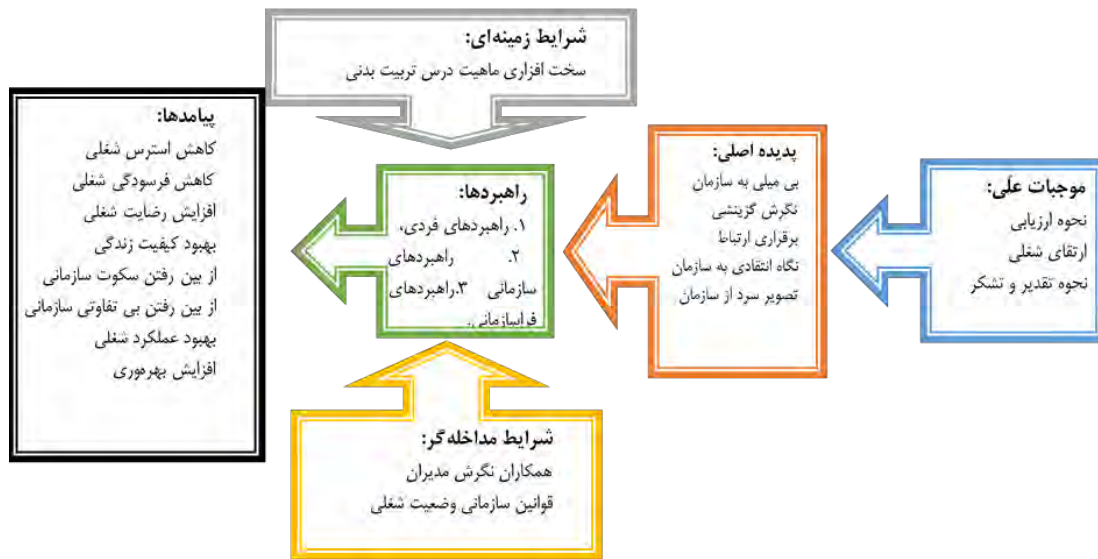 شرایط زمینه‌ای:
سخت افزاری ماهیت درس تربیت بدنی
موجبات علّی:
نحوه ارزیابی
ارتقای شغلی
نحوه تقدیر و تشکر
پدیده اصلی:
بی میلی به سازمان
نگرش گزینشی
برقراری ارتباط
نگاه انتقادی به سازمان
تصویر سرد از سازمان
راهبردها:
۱. راهبردهای فردی،
۲. راهبردهای
سازمانی ۳.راهبردهای
فراسازمانی.
شرایط مداخله‌گر:
همکاران نگرش مدیران
قوانین سازمانی وضعیت شغلی
پیامدها:
کاهش استرس شغلی
کاهش فرسودگی شغلی
افزایش رضایت شغلی
بهبود کیفیت زندگی
از بین رفتن سکوت سازمانی
از بین رفتن بی تفاوتی سازمانی
بهبود عملکرد شغلی
افزایش بهره‌وری